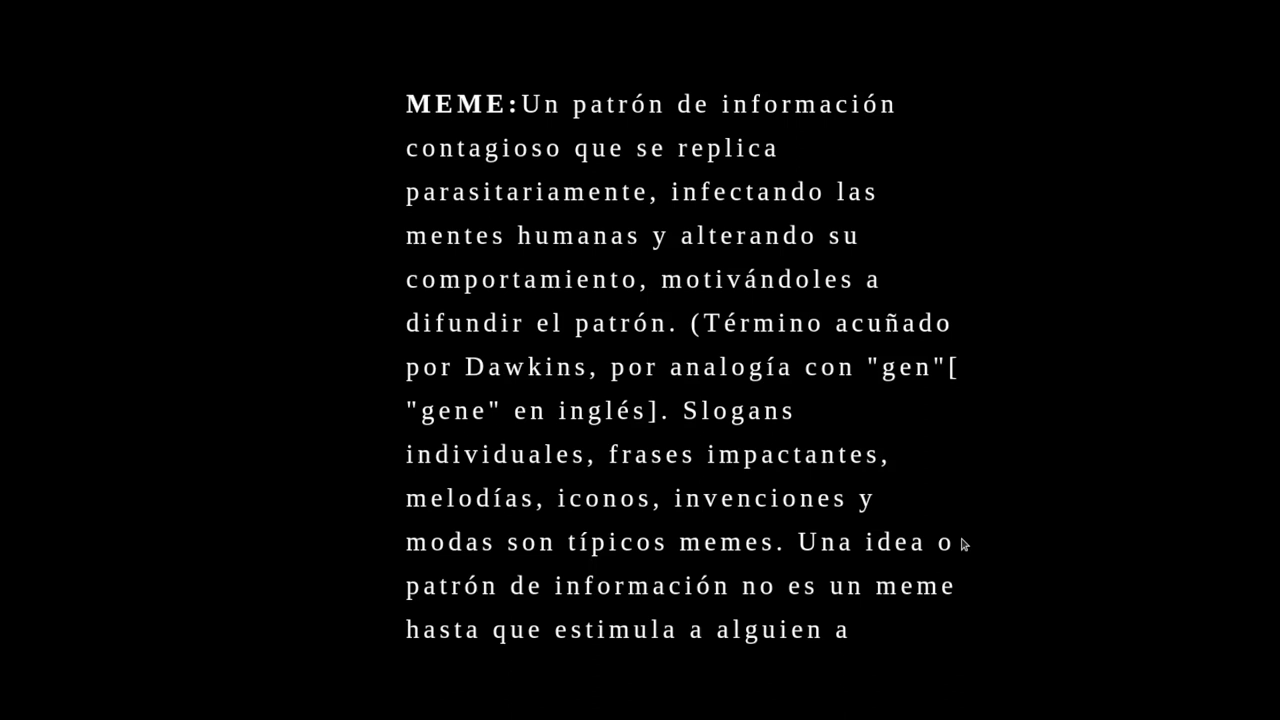 MEME:Un patrón de información
contagioso que se replica
parasitariamente, infectando las
mentes humanas y alterando su
comportamiento, motivándoles a
difundir el patrón. (Término acuñado
por Dawkins, por analogía con "gen"[
"gene" en inglés]. Slogans
individuales, frases impactantes,
melodías, iconos, invenciones y
modas son típicos memes. Una idea o
patrón de información no es un meme
hasta que estimula a alguien a